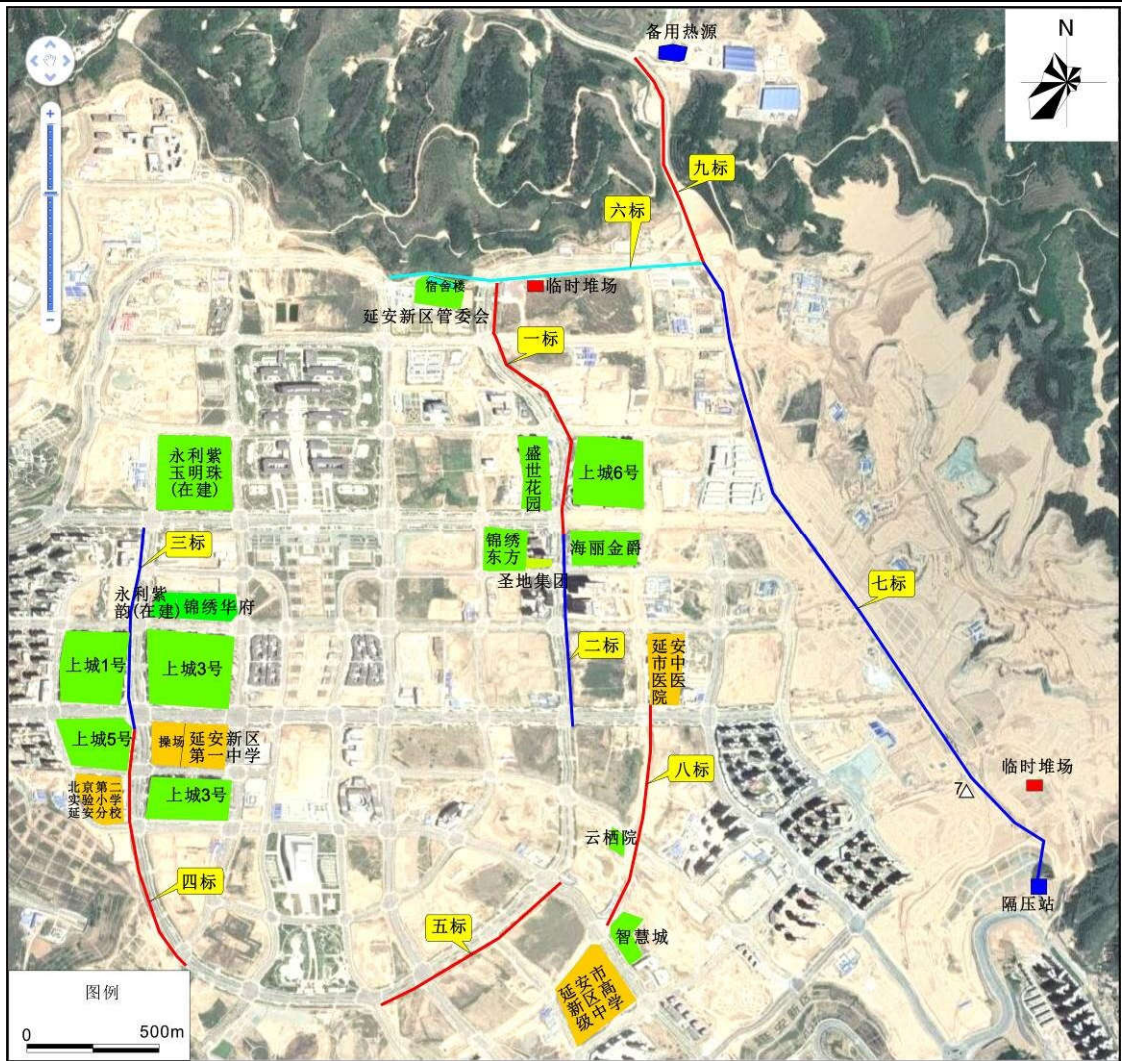 备用热源
N
九标
六标
宿舍楼
临时堆场
延安新区管委会
一标
永利紫
玉明珠
(在建)
盛
世
花
园
上城6号
三标
锦绣
东方
海丽金爵
圣地集团
永利紫
韵(在建)
锦绣华府
七标
上城1号
上城3号
二标
延安
市中
医医
院
上城5号
操场
延安新区
第一中学
北京第二
实验小学
延安分校
上城3号
八标
临时堆场
7
云栖院
四标
隔压站
五标
智慧城
延安市
新区高
级中学
图例
0
500m